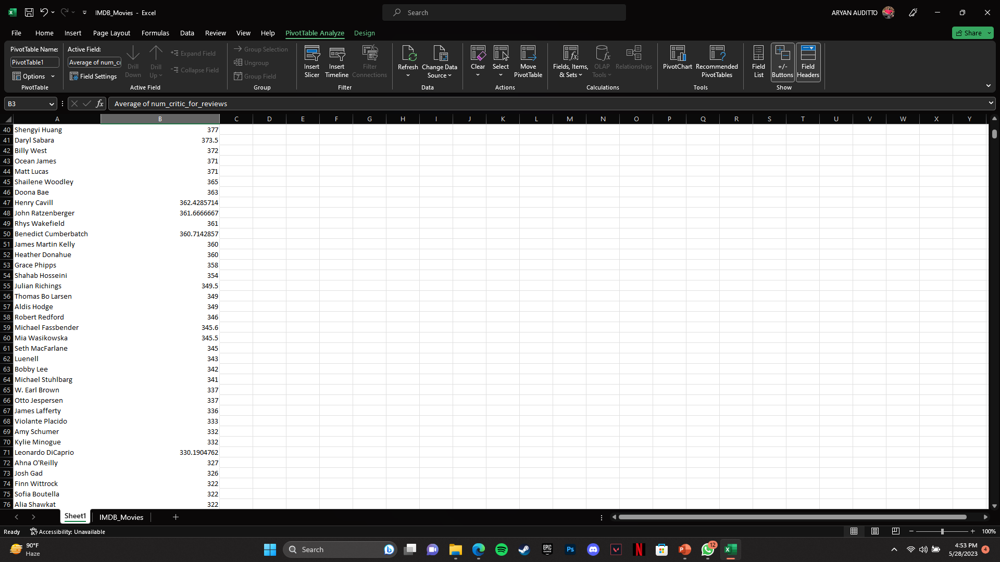 IMDB_Movies - Excel
Search
ARYAN AUDITTO
File Home Insert Page Layout Formulas Data Review View Help PivotTable Analyze Design
Share
PivotTable Name:
PivotTable1
Options
PivotTable
Active Field:
Average of num_cr
Field Settings
Drill Down
Drill Up
Expand Field
Collapse Field
Active Field
Group Selection
Ungroup
Group Field
Group
Insert Slicer
Insert Timeline
Filter Connections
Filter
Refresh
Change Data Source
Data
Clear
Select
Move PivotTable
Actions
Fields, Items, & Sets
OLAP Tools
Relationships
Calculations
PivotChart
Recommended PivotTables
Tools
Field List
+/- Buttons
Field Headers
Show
B3
fx
Average of num_critic_for_reviews
A B C D E F G H I J K L M N O P Q R S T U V W X Y
40 Shengyi Huang 377
41 Daryl Sabara 373.5
42 Billy West 372
43 Ocean James 371
44 Matt Lucas 371
45 Shailene Woodley 365
46 Doona Bae 363
47 Henry Cavill 362.4285714
48 John Ratzenberger 361.6666667
49 Rhys Wakefield 361
50 Benedict Cumberbatch 360.7142857
51 James Martin Kelly 360
52 Heather Donahue 360
53 Grace Phipps 358
54 Shahab Hosseini 354
55 Julian Richings 349.5
56 Thomas Bo Larsen 349
57 Aldis Hodge 349
58 Robert Redford 346
59 Michael Fassbender 345.6
60 Mia Wasikowska 345.5
61 Seth MacFarlane 345
62 Luenell 343
63 Bobby Lee 342
64 Michael Stuhlbarg 341
65 W. Earl Brown 337
66 Otto Jespersen 337
67 James Lafferty 336
68 Violante Placido 333
69 Amy Schumer 332
70 Kylie Minogue 332
71 Leonardo DiCaprio 330.1904762
72 Ahna O'Reilly 327
73 Josh Gad 326
74 Finn Wittrock 322
75 Sofia Boutella 322
76 Alia Shawkat 322
Sheet1 IMDB_Movies
Ready Accessibility: Unavailable
100%
90°F
Haze
Search
EPIC GAMES
Ps
12
4:53 PM
5/28/2023
4